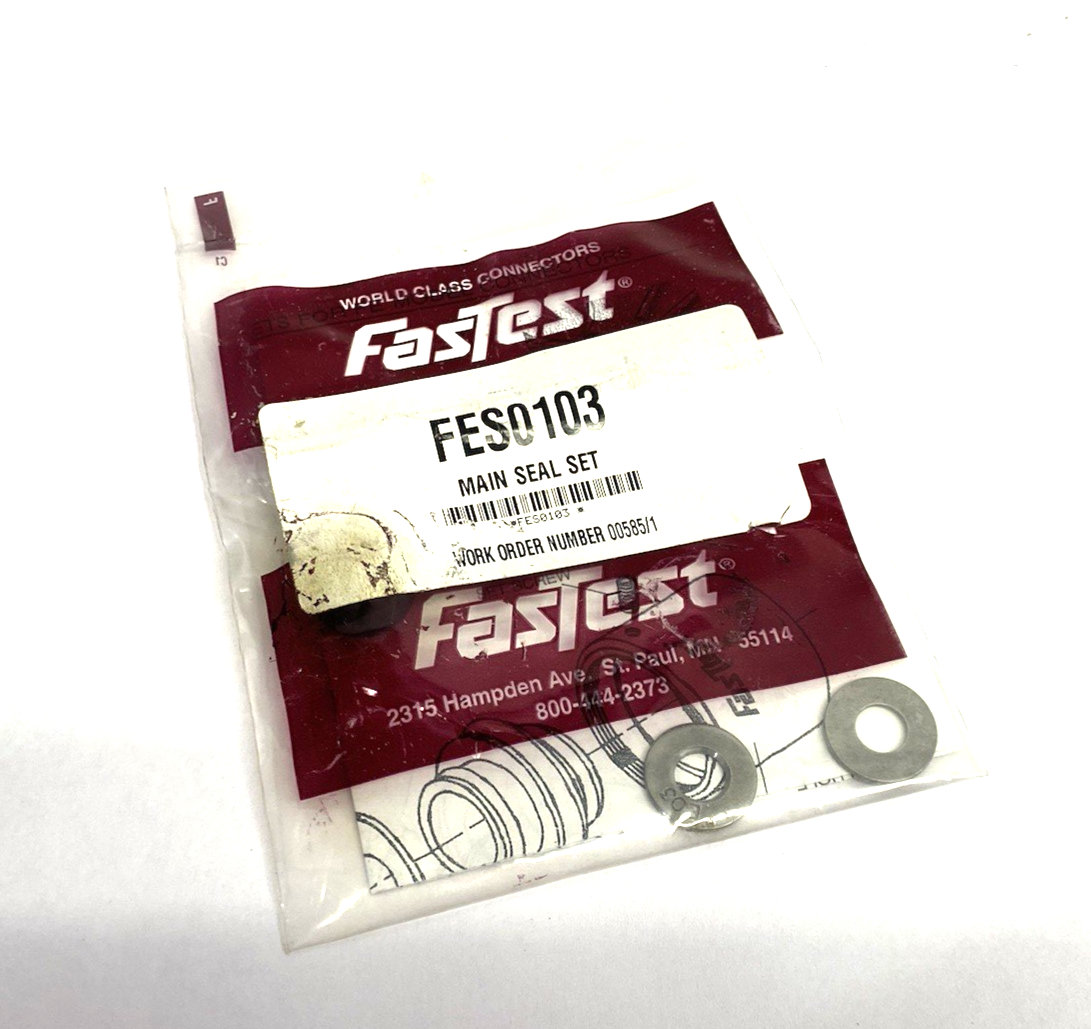 WORLD CLASS CONNECTORS
FasTest®
FES0103
MAIN SEAL SET
*FES0103 *
WORK ORDER NUMBER 00585/1
SCREW
FasTest®
2315 Hampden Ave, St. Paul, MN 55114
800-444-2373